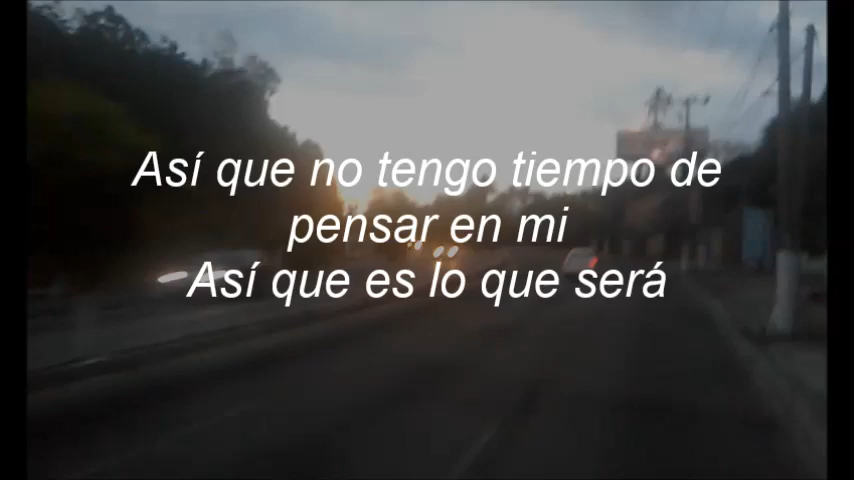 Así que no tengo tiempo de
pensar en mi
Así que es lo que será